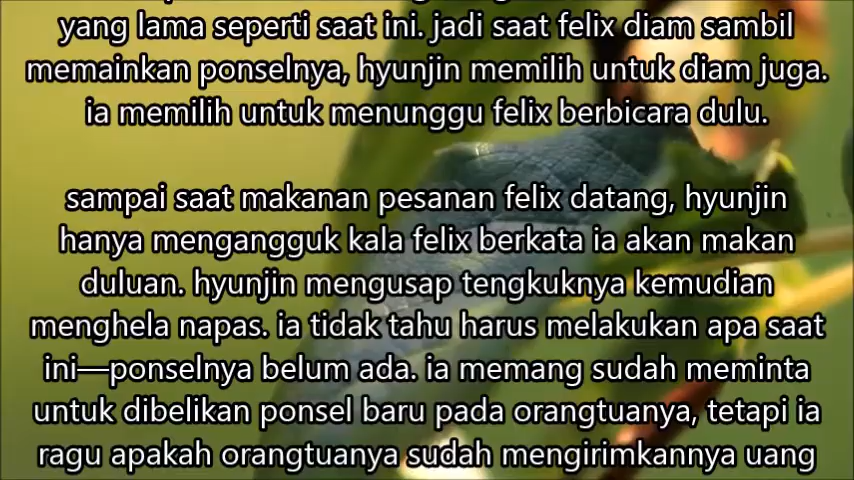 yang lama seperti saat ini. jadi saat felix diam sambil
memainkan ponselnya, hyunjin memilih untuk diam juga.
ia memilih untuk menunggu felix berbicara dulu.
sampai saat makanan pesanan felix datang, hyunjin
hanya mengangguk kala felix berkata ia akan makan
duluan. hyunjin mengusap tengkuknya kemudian
menghela napas. ia tidak tahu harus melakukan apa saat
ini—ponselnya belum ada. ia memang sudah meminta
untuk dibelikan ponsel baru pada orangtuanya, tetapi ia
ragu apakah orangtuanya sudah mengirimkannya uang